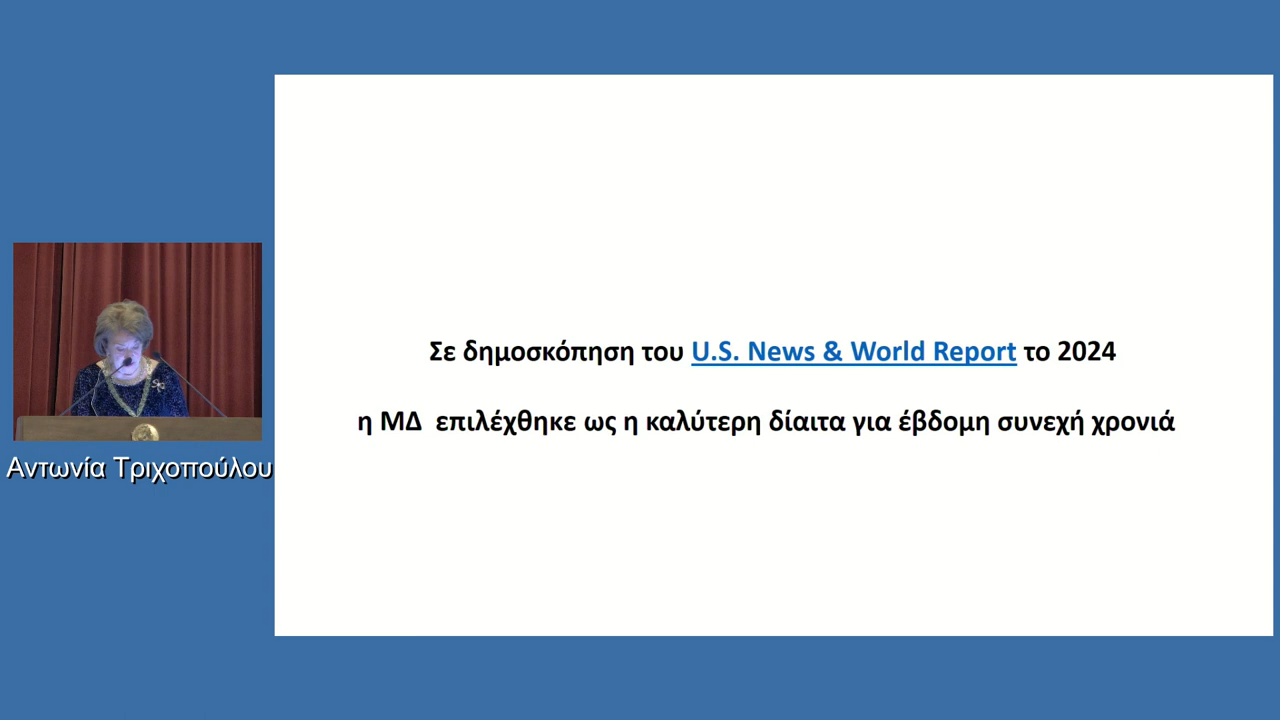 Σε δημοσκόπηση του U.S. News & World Report το 2024
η ΜΔ επιλέχθηκε ως η καλύτερη δίαιτα για έβδομη συνεχή χρονιά
Αντωνία Τριχοπούλου